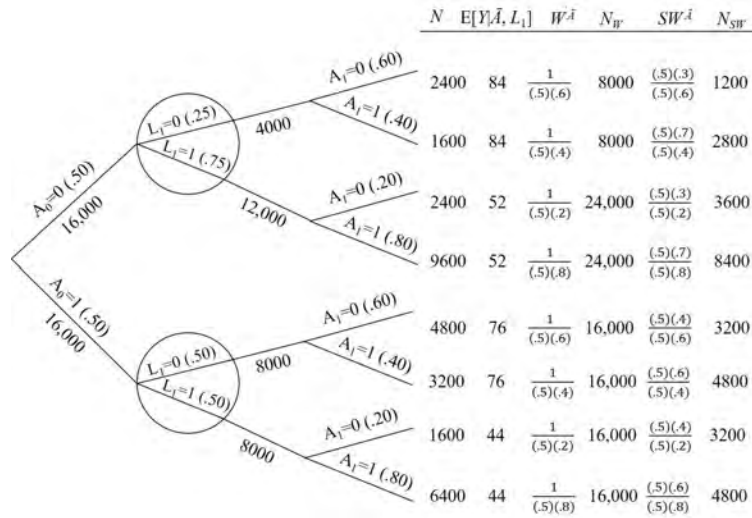 N E[Y|Ā, L₁] W^Ā N_W SW^Ā N_SW
A₁=0 (.60)
2400 84 1/(.5)(.6) 8000 (.5)(.3)/(.5)(.6) 1200
L₁=0 (.25)
4000
A₁=1 (.40)
1600 84 1/(.5)(.4) 8000 (.5)(.7)/(.5)(.4) 2800
L₁=1 (.75)
A₀=0 (.50)
16,000
12,000
A₁=0 (.20)
2400 52 1/(.5)(.2) 24,000 (.5)(.3)/(.5)(.2) 3600
A₁=1 (.80)
9600 52 1/(.5)(.8) 24,000 (.5)(.7)/(.5)(.8) 8400
A₀=1 (.50)
16,000
A₁=0 (.60)
4800 76 1/(.5)(.6) 16,000 (.5)(.4)/(.5)(.6) 3200
L₁=0 (.50)
8000
A₁=1 (.40)
3200 76 1/(.5)(.4) 16,000 (.5)(.6)/(.5)(.4) 4800
L₁=1 (.50)
8000
A₁=0 (.20)
1600 44 1/(.5)(.2) 16,000 (.5)(.4)/(.5)(.2) 3200
A₁=1 (.80)
6400 44 1/(.5)(.8) 16,000 (.5)(.6)/(.5)(.8) 4800